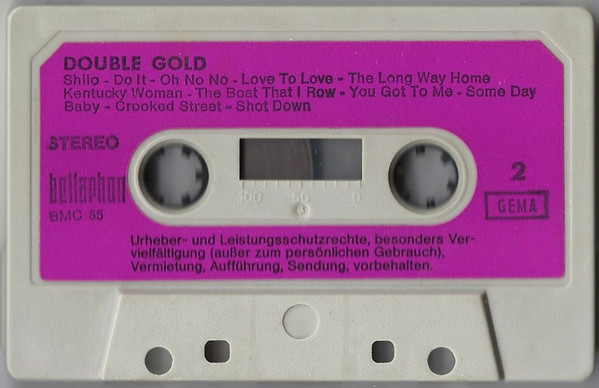 DOUBLE GOLD
Shilo - Do It - Oh No No - Love To Love - The Long Way Home
Kentucky Woman - The Boat That I Row - You Got To Me - Some Day
Baby - Crooked Street - Shot Down
STEREO
bellaphon
BMC 55
100 50 0
2
GEMA
Urheber- und Leistungsschutzrechte, besonders Ver-
vielfältigung (außer zum persönlichen Gebrauch),
Vermietung, Aufführung, Sendung, vorbehalten.